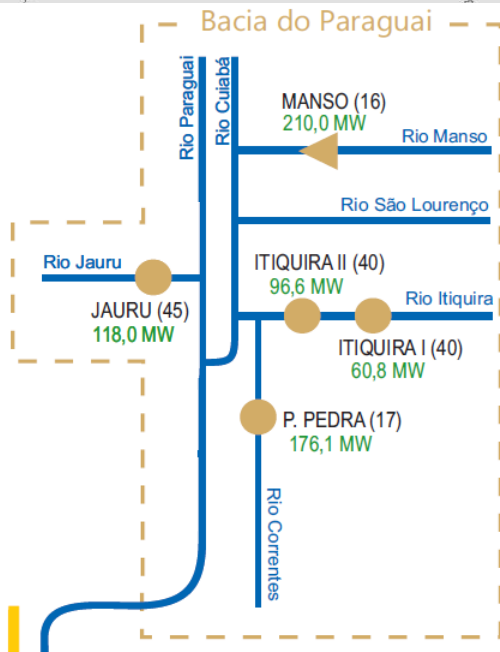 Bacia do Paraguai
Rio Paraguai
Rio Cuiabá
MANSO (16)
210,0 MW
Rio Manso
Rio São Lourenço
Rio Jauru
JAURU (45)
118,0 MW
ITIQUIRA II (40)
96,6 MW
Rio Itiquira
ITIQUIRA I (40)
60,8 MW
P. PEDRA (17)
176,1 MW
Rio Correntes